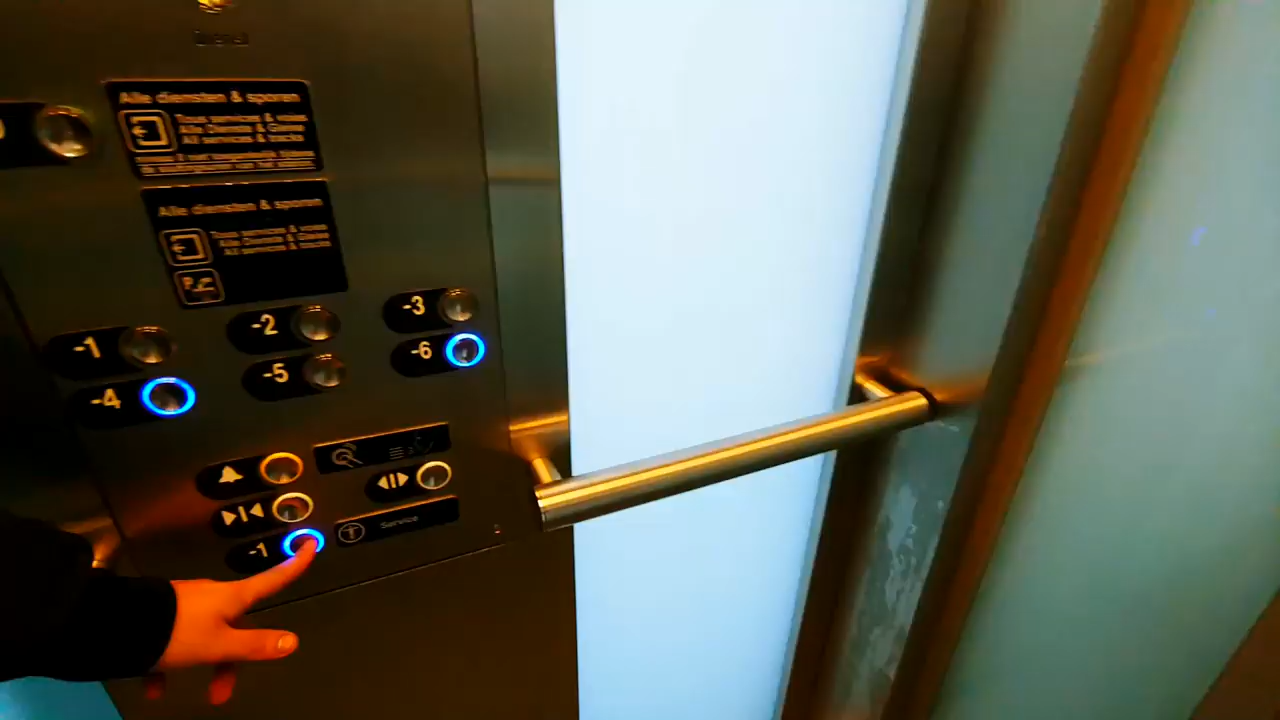 Alle diensten & sporen
Tous services & voies
Alle Dienste & Gleise
All services & tracks
Alle diensten & sporen
Tous services & voies
Alle Dienste & Gleise
All services & tracks
P
-1
-2
-3
-4
-5
-6
-1
Service